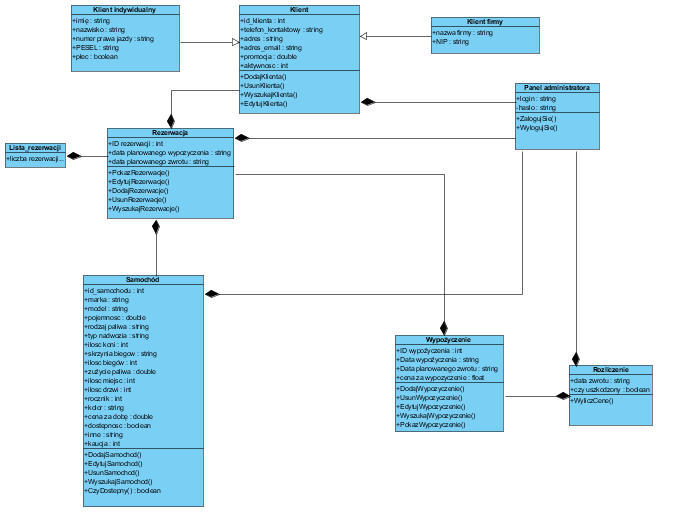 Klient indywidualny
+imię : string
+nazwisko : string
+numer prawa jazdy : string
+PESEL : string
+płec : boolean
Klient
+id_klienta : int
+telefon_kontaktowy : string
+adres : string
+adres_email : string
+promocja : double
+aktywnosc : int
+DodajKlienta()
+UsunKlienta()
+WyszukajKlienta()
+EdytujKlienta()
Klient firmy
+nazwa firmy : string
+NIP : string
Panel administratora
+login : string
-haslo : string
+ZalogujSie()
+WylogujSie()
Lista_rezerwacji
+liczba rezerwacji...
Rezerwacja
+ID rezerwacji : int
+data planowanego wypozyczenia : string
+data planowanego zwrotu : string
+PokazRezerwacje()
+EdytujRezerwacje()
+DodajRezerwacje()
+UsunRezerwacje()
+WyszukajRezerwacje()
Samochód
+id_samochodu : int
+marka : string
+model : string
+pojemnosc : double
+rodzaj paliwa : string
+typ nadwozia : string
+ilosc koni : int
+skrzynia biegow : string
+ilosc biegów : int
+zużycie paliwa : double
+ilosc miejsc : int
+ilosc drzwi : int
+rocznik : int
+kolor : string
+cena za dobę : double
+dostepnosc : boolean
+inne : string
+kaucja : int
+DodajSamochod()
+EdytujSamochod()
+UsunSamochod()
+WyszukajSamochod()
+CzyDostepny() : boolean
Wypożyczenie
+ID wypożyczenia : int
+Data wypożyczenia : string
+Data planowanego zwrotu : string
+cena za wypozyczenie : float
+DodajWypozyczenie()
+UsunWypozyczenie()
+EdytujWypozyczenie()
+WyszukajWypozyczenie()
+PokazWypozyczenie()
Rozliczenie
+data zwrotu : string
+czy uszkodzony : boolean
+WyliczCene()